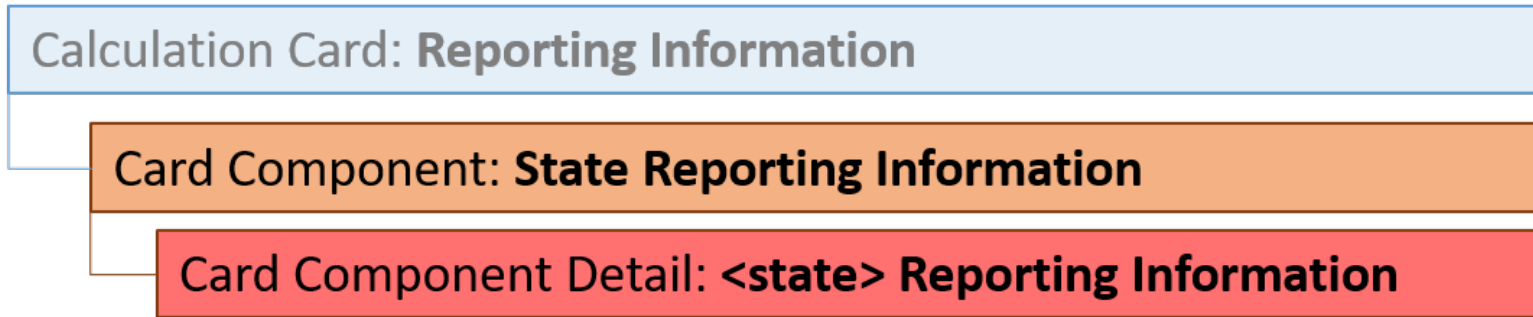 Calculation Card: Reporting Information
Card Component: State Reporting Information
Card Component Detail: <state> Reporting Information